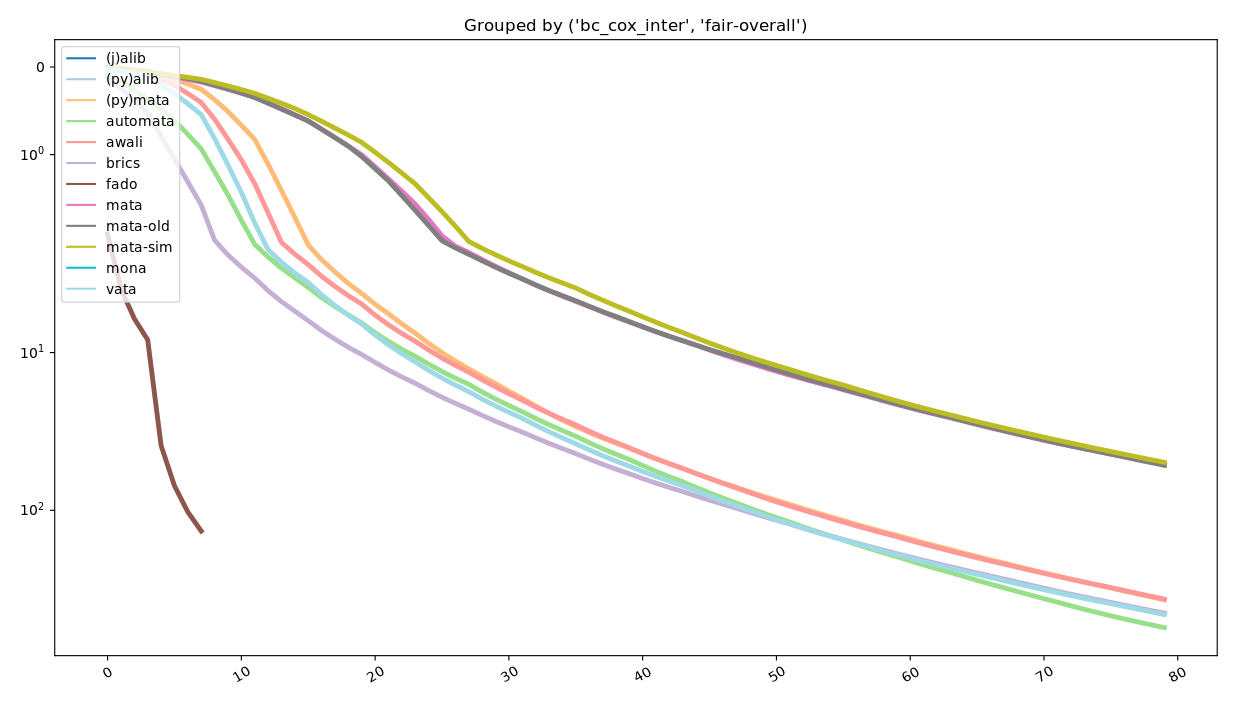 Grouped by ('bc_cox_inter', 'fair-overall')
(j)alib
(py)alib
(py)mata
automata
awali
brics
fado
mata
mata-old
mata-sim
mona
vata
0
10⁰
10¹
10²
0 10 20 30 40 50 60 70 80